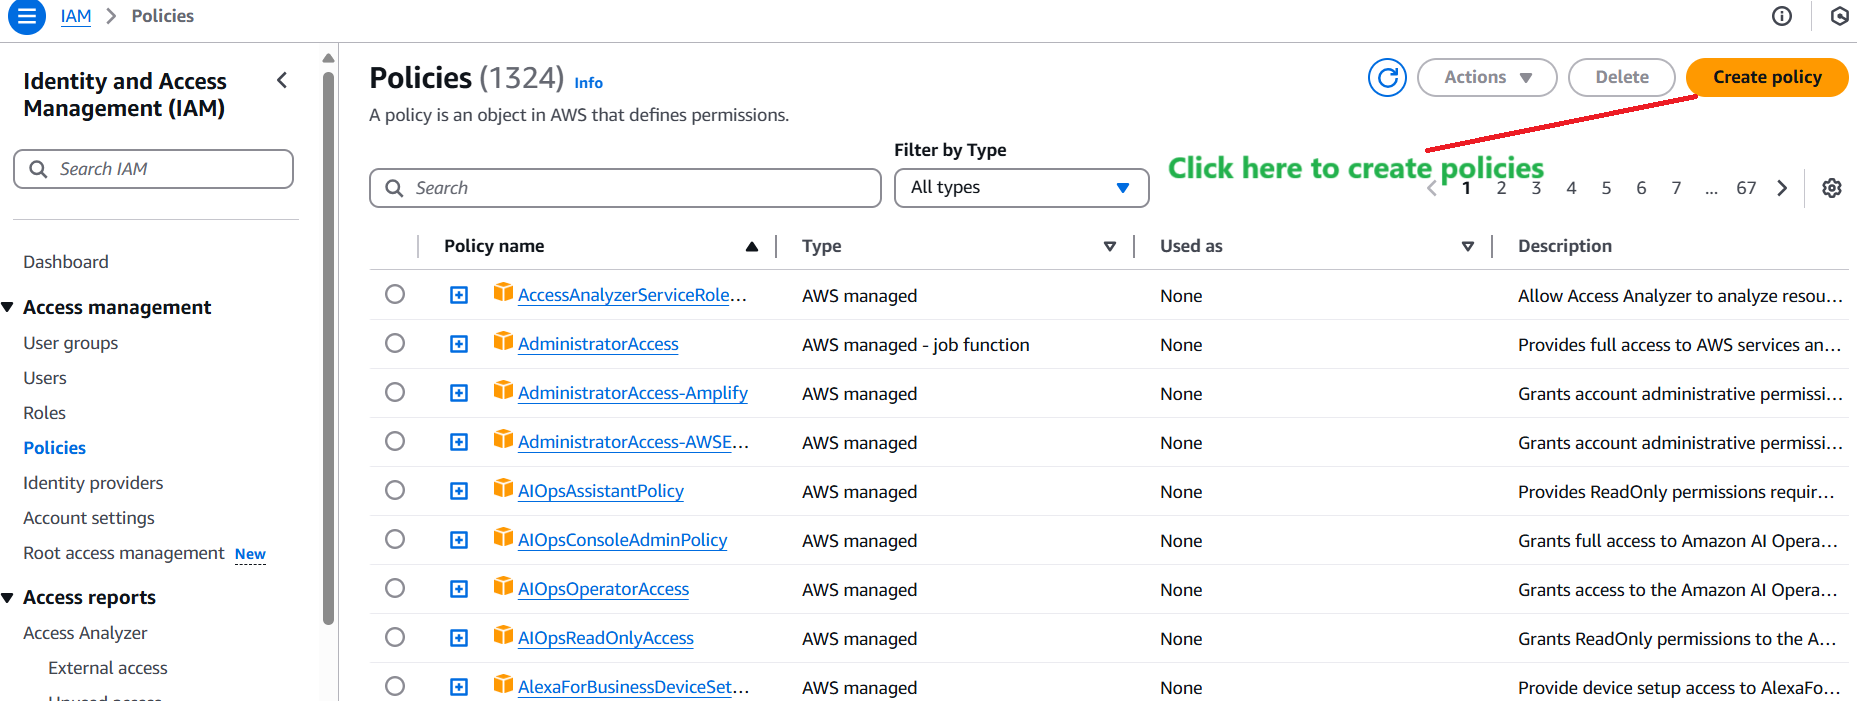 IAM > Policies
Identity and Access
Management (IAM)
Search IAM
Dashboard
Access management
User groups
Users
Roles
Policies
Identity providers
Account settings
Root access management New
Access reports
Access Analyzer
External access
Unused access
Policies (1324) Info
Actions
Delete
Create policy
A policy is an object in AWS that defines permissions.
Filter by Type
Search
All types
Click here to create policies
1 2 3 4 5 6 7 ... 67
Policy name Type Used as Description
AccessAnalyzerServiceRole... AWS managed None Allow Access Analyzer to analyze resou...
AdministratorAccess AWS managed - job function None Provides full access to AWS services an...
AdministratorAccess-Amplify AWS managed None Grants account administrative permissi...
AdministratorAccess-AWSE... AWS managed None Grants account administrative permissi...
AIOpsAssistantPolicy AWS managed None Provides ReadOnly permissions requir...
AIOpsConsoleAdminPolicy AWS managed None Grants full access to Amazon AI Opera...
AIOpsOperatorAccess AWS managed None Grants access to the Amazon AI Opera...
AIOpsReadOnlyAccess AWS managed None Grants ReadOnly permissions to the A...
AlexaForBusinessDeviceSet... AWS managed None Provide device setup access to AlexaFo...